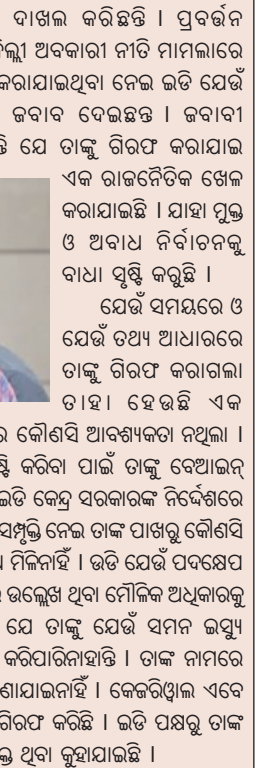 ଦାଖଲ କରିଛନ୍ତି । ପ୍ରବର୍ତ୍ତନ
ଅବକାରୀ ନୀତି ମାମଲାରେ
କରାଯାଇଥିବା ନେଇ ଇଡି ଯେଉଁ
ଜବାବ ଦେଇଛନ୍ତ । ଜବାବୀ
ଯେ ତାଙ୍କୁ ଗିରଫ କରାଯାଇ
ଏକ ରାଜନୈତିକ ଖେଳ
କରାଯାଇଛି । ଯାହା ମୁକ୍ତ
ଓ ଅବାଧ ନିର୍ବାଚନକୁ
ବାଧା ସୃଷ୍ଟି କରୁଛି ।
ଯେଉଁ ସମୟରେ ଓ
ଯେଉଁ ତଥ୍ୟ ଆଧାରରେ
ତାଙ୍କୁ ଗିରଫ କରାଗଲା
ତାହା ହେଉଛି ଏକ
କୌଣସି ଆବଶ୍ୟକତା ନଥିଲା ।
କରିବା ପାଇଁ ତାଙ୍କୁ ବେଆଇନ୍
ଇଡି କେନ୍ଦ୍ର ସରକାରଙ୍କ ନିର୍ଦ୍ଦେଶରେ
ସମ୍ପୃକ୍ତି ନେଇ ତାଙ୍କ ପାଖରୁ କୌଣସି
ମିଳିନାହିଁ । ଉଡି ଯେଉଁ ପଦକ୍ଷେପ
ଉଲ୍ଲେଖ ଥିବା ମୌଳିକ ଅଧିକାରକୁ
ଯେ ତାଙ୍କୁ ଯେଉଁ ସମନ ଇସ୍ୟୁ
କରିପାରିନାହାନ୍ତି । ତାଙ୍କ ନାମରେ
ଶାଯାଇନାହିଁ । କେଜରିୱାଲ ଏବେ
ଗିରଫ କରିଛି । ଇଡି ପକ୍ଷରୁ ତାଙ୍କ
ଥିବା କୁହାଯାଇଛି ।